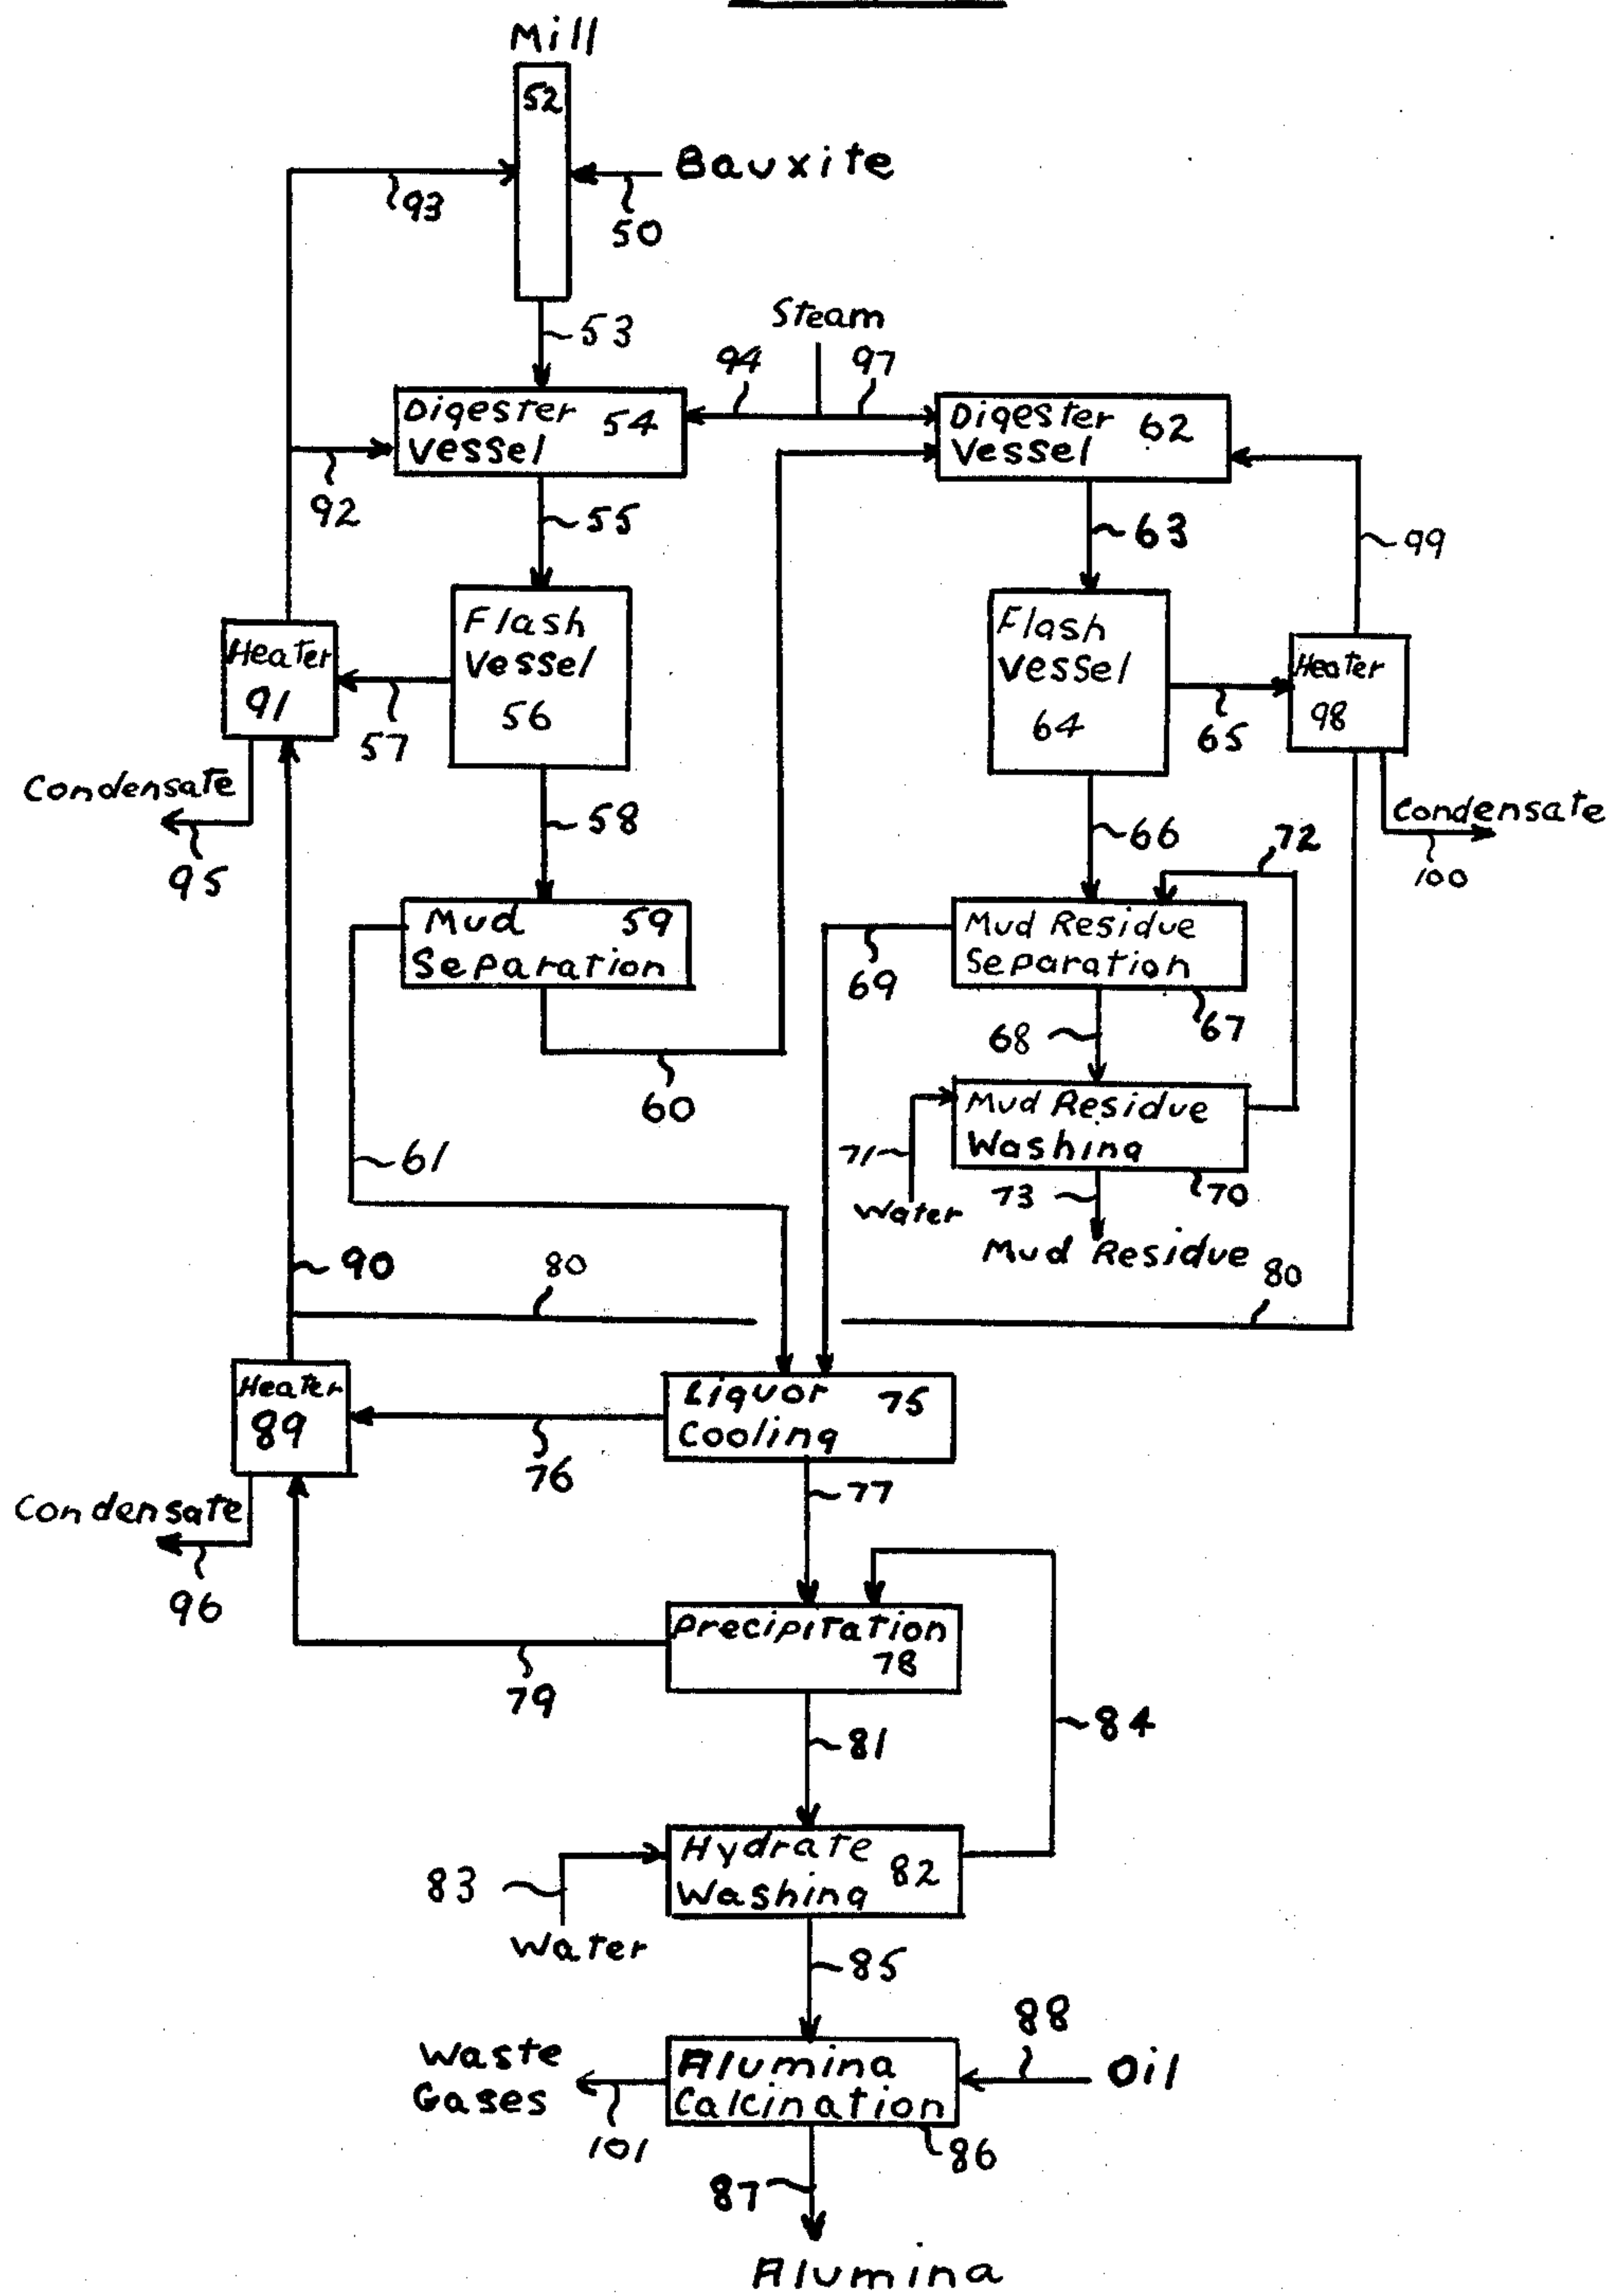 Mill
52
Bauxite
93
50
53
Steam
94
97
Digester 54
Vessel
Digester 62
Vessel
92
55
63
99
Flash
Vessel
56
Flash
Vessel
64
Heater
91
Heater
98
57
65
Condensate
95
58
66
Condensate
100
72
Mud 59
Separation
Mud Residue
Separation
69
67
68
60
Mud Residue
Washing
71
Water
73
70
61
Mud Residue
90
80
80
Heater
89
Liquor 75
Cooling
76
77
Condensate
96
Precipitation
78
79
84
81
Hydrate 82
Washing
83
Water
85
88
Waste
Gases
Alumina
Calcination
Oil
101
86
87
Alumina